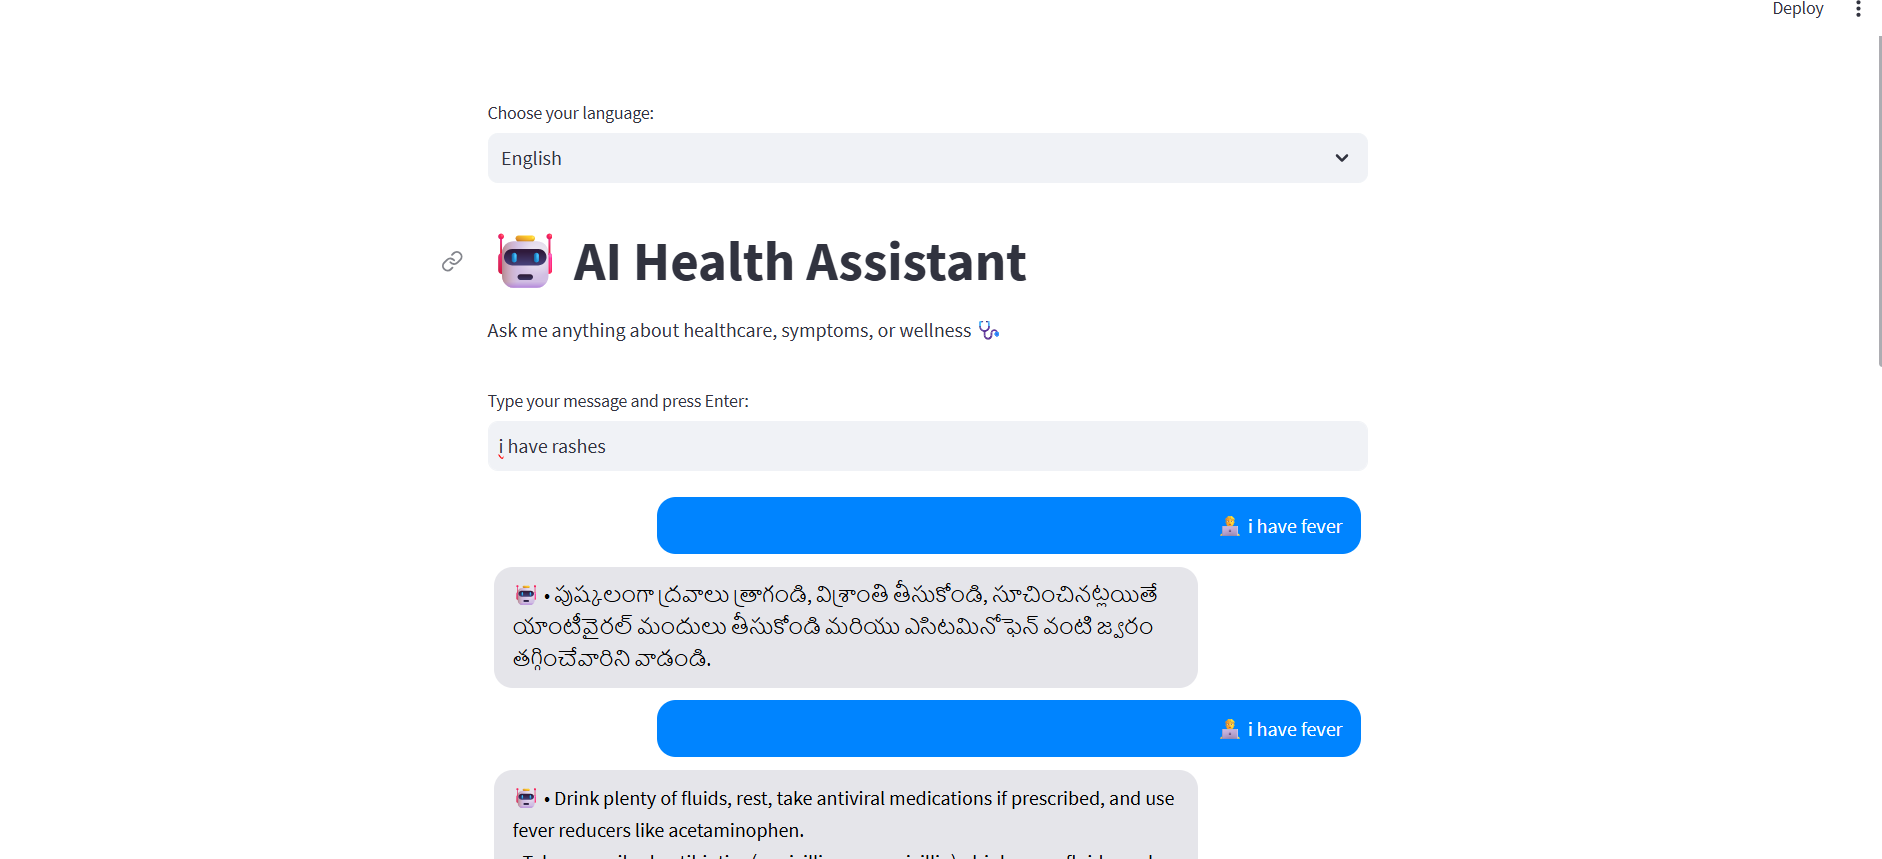 Deploy
Choose your language:
English
AI Health Assistant
Ask me anything about healthcare, symptoms, or wellness
Type your message and press Enter:
i have rashes
i have fever
• పుష్కలంగా ద్రవాలు త్రాగండి, విశ్రాంతి తీసుకోండి, సూచించినట్లయితే
యాంటీవైరల్ మందులు తీసుకోండి మరియు ఎసిటమినోఫెన్ వంటి జ్వరం
తగ్గించేవారిని వాడండి.
i have fever
• Drink plenty of fluids, rest, take antiviral medications if prescribed, and use
fever reducers like acetaminophen.